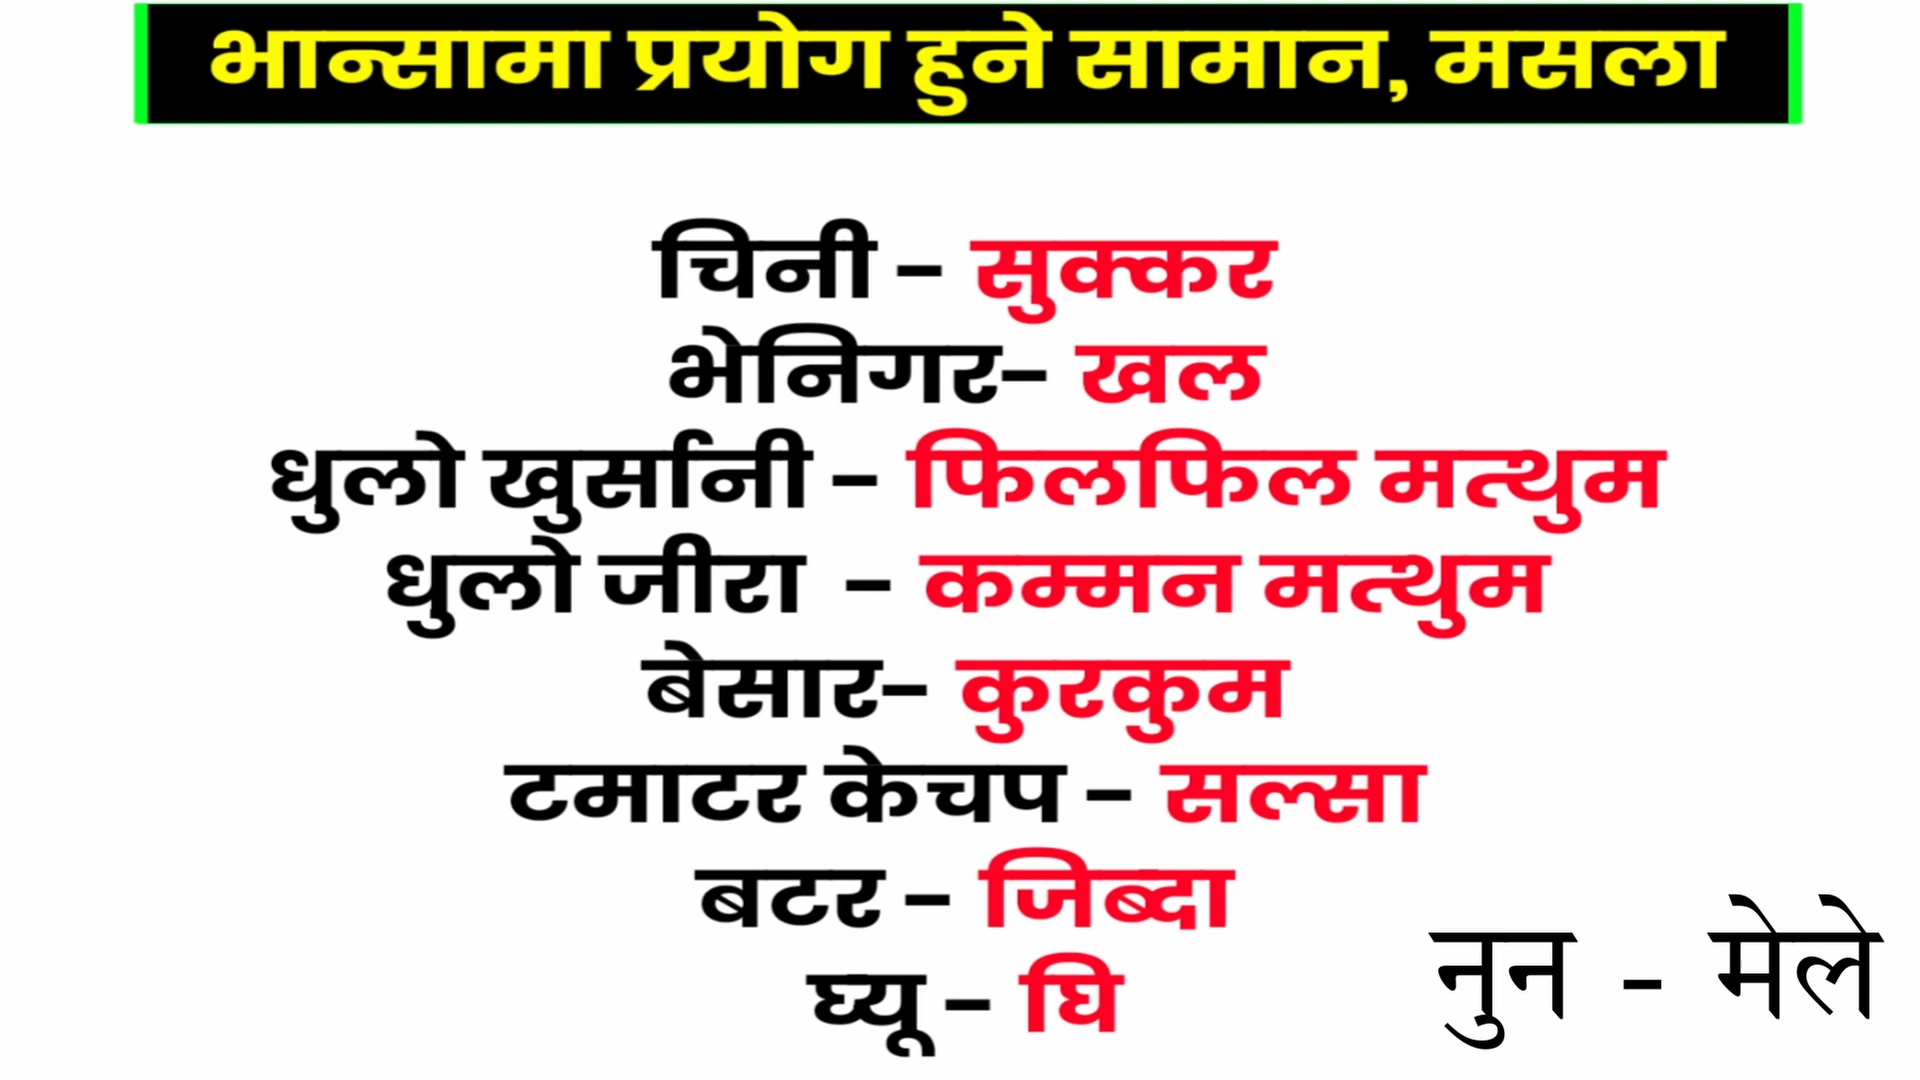 भान्सामा प्रयोग हुने सामान, मसला
चिनी – सुक्कर
भेनिगर– खल
धुलो खुर्सानी – फिलफिल मत्थुम
धुलो जीरा – कम्मन मत्थुम
बेसार– कुरकुम
टमाटर केचप – सल्सा
बटर – जिब्दा
घ्यू – घि
नुन - मेले